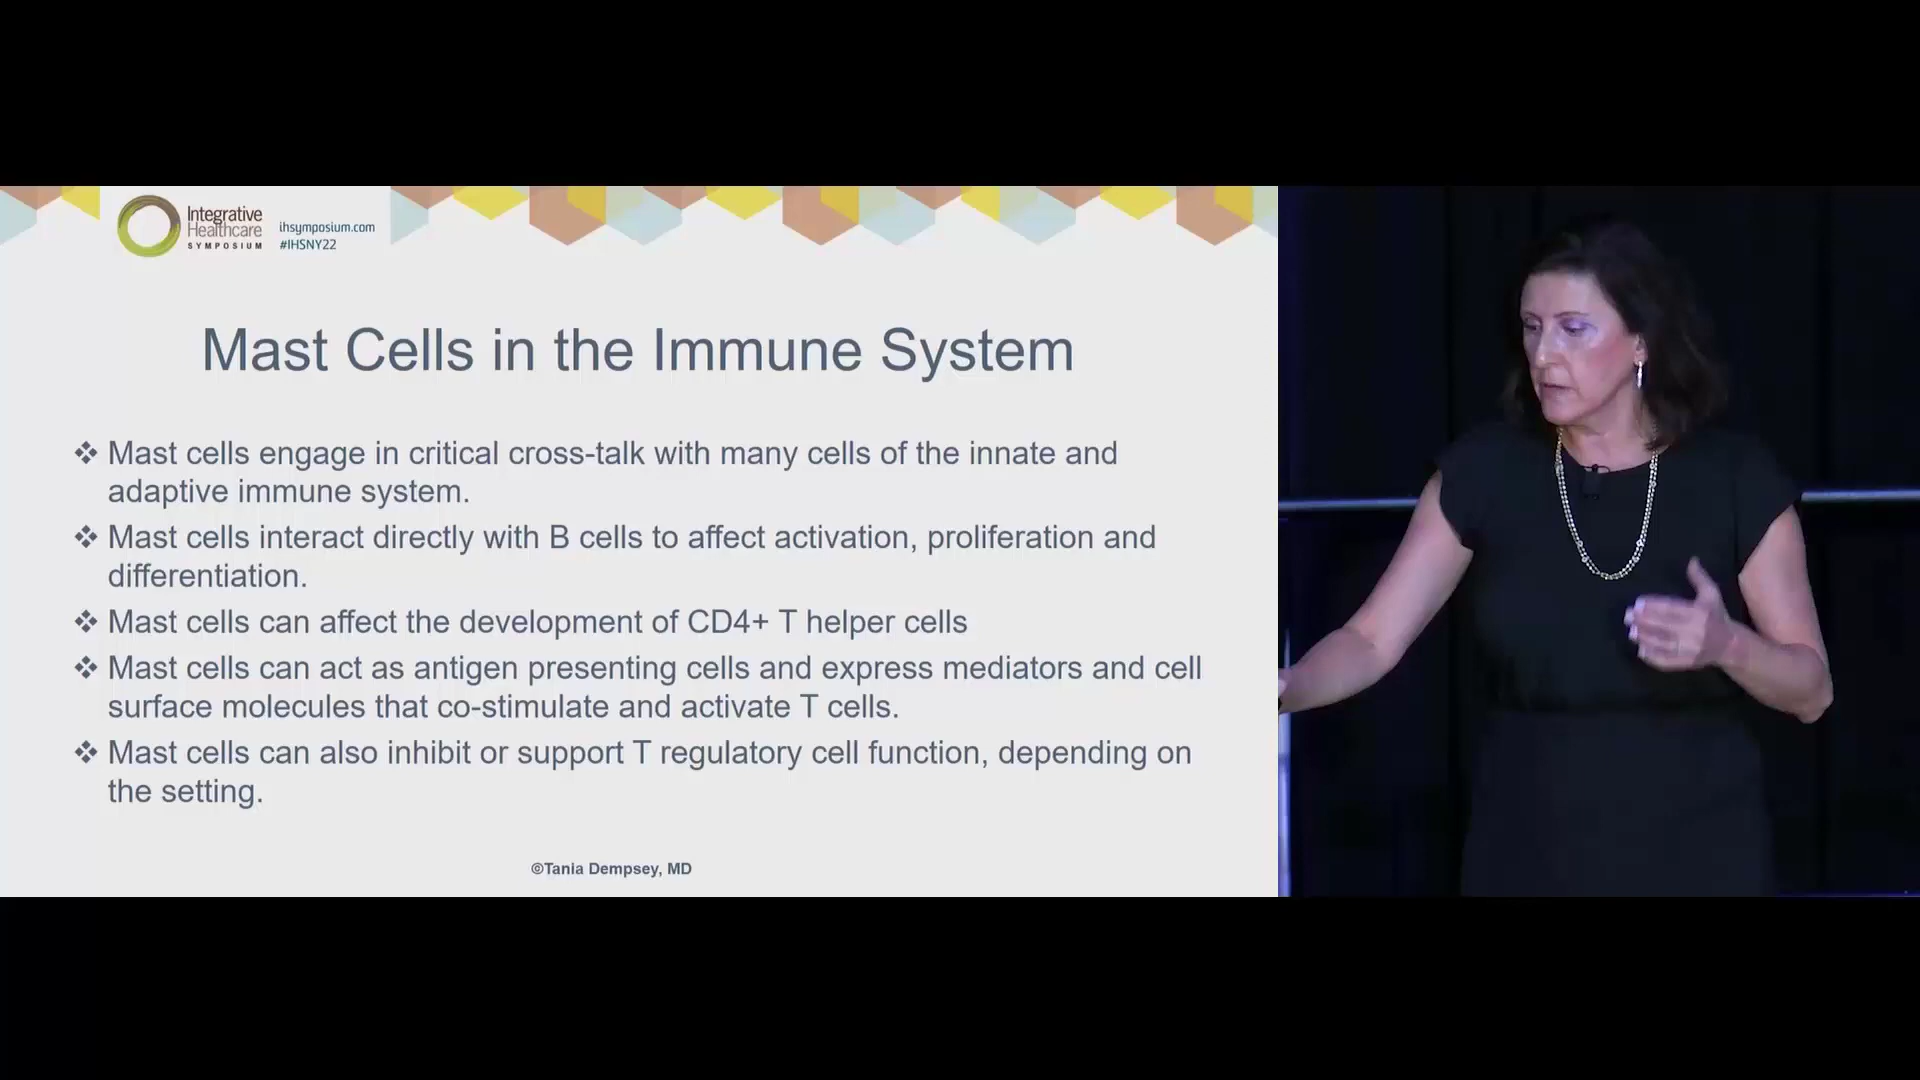 Integrative
Healthcare
SYMPOSIUM
ihsymposium.com
#IHSNY22
Mast Cells in the Immune System
❖ Mast cells engage in critical cross-talk with many cells of the innate and
adaptive immune system.
❖ Mast cells interact directly with B cells to affect activation, proliferation and
differentiation.
❖ Mast cells can affect the development of CD4+ T helper cells
❖ Mast cells can act as antigen presenting cells and express mediators and cell
surface molecules that co-stimulate and activate T cells.
❖ Mast cells can also inhibit or support T regulatory cell function, depending on
the setting.
©Tania Dempsey, MD